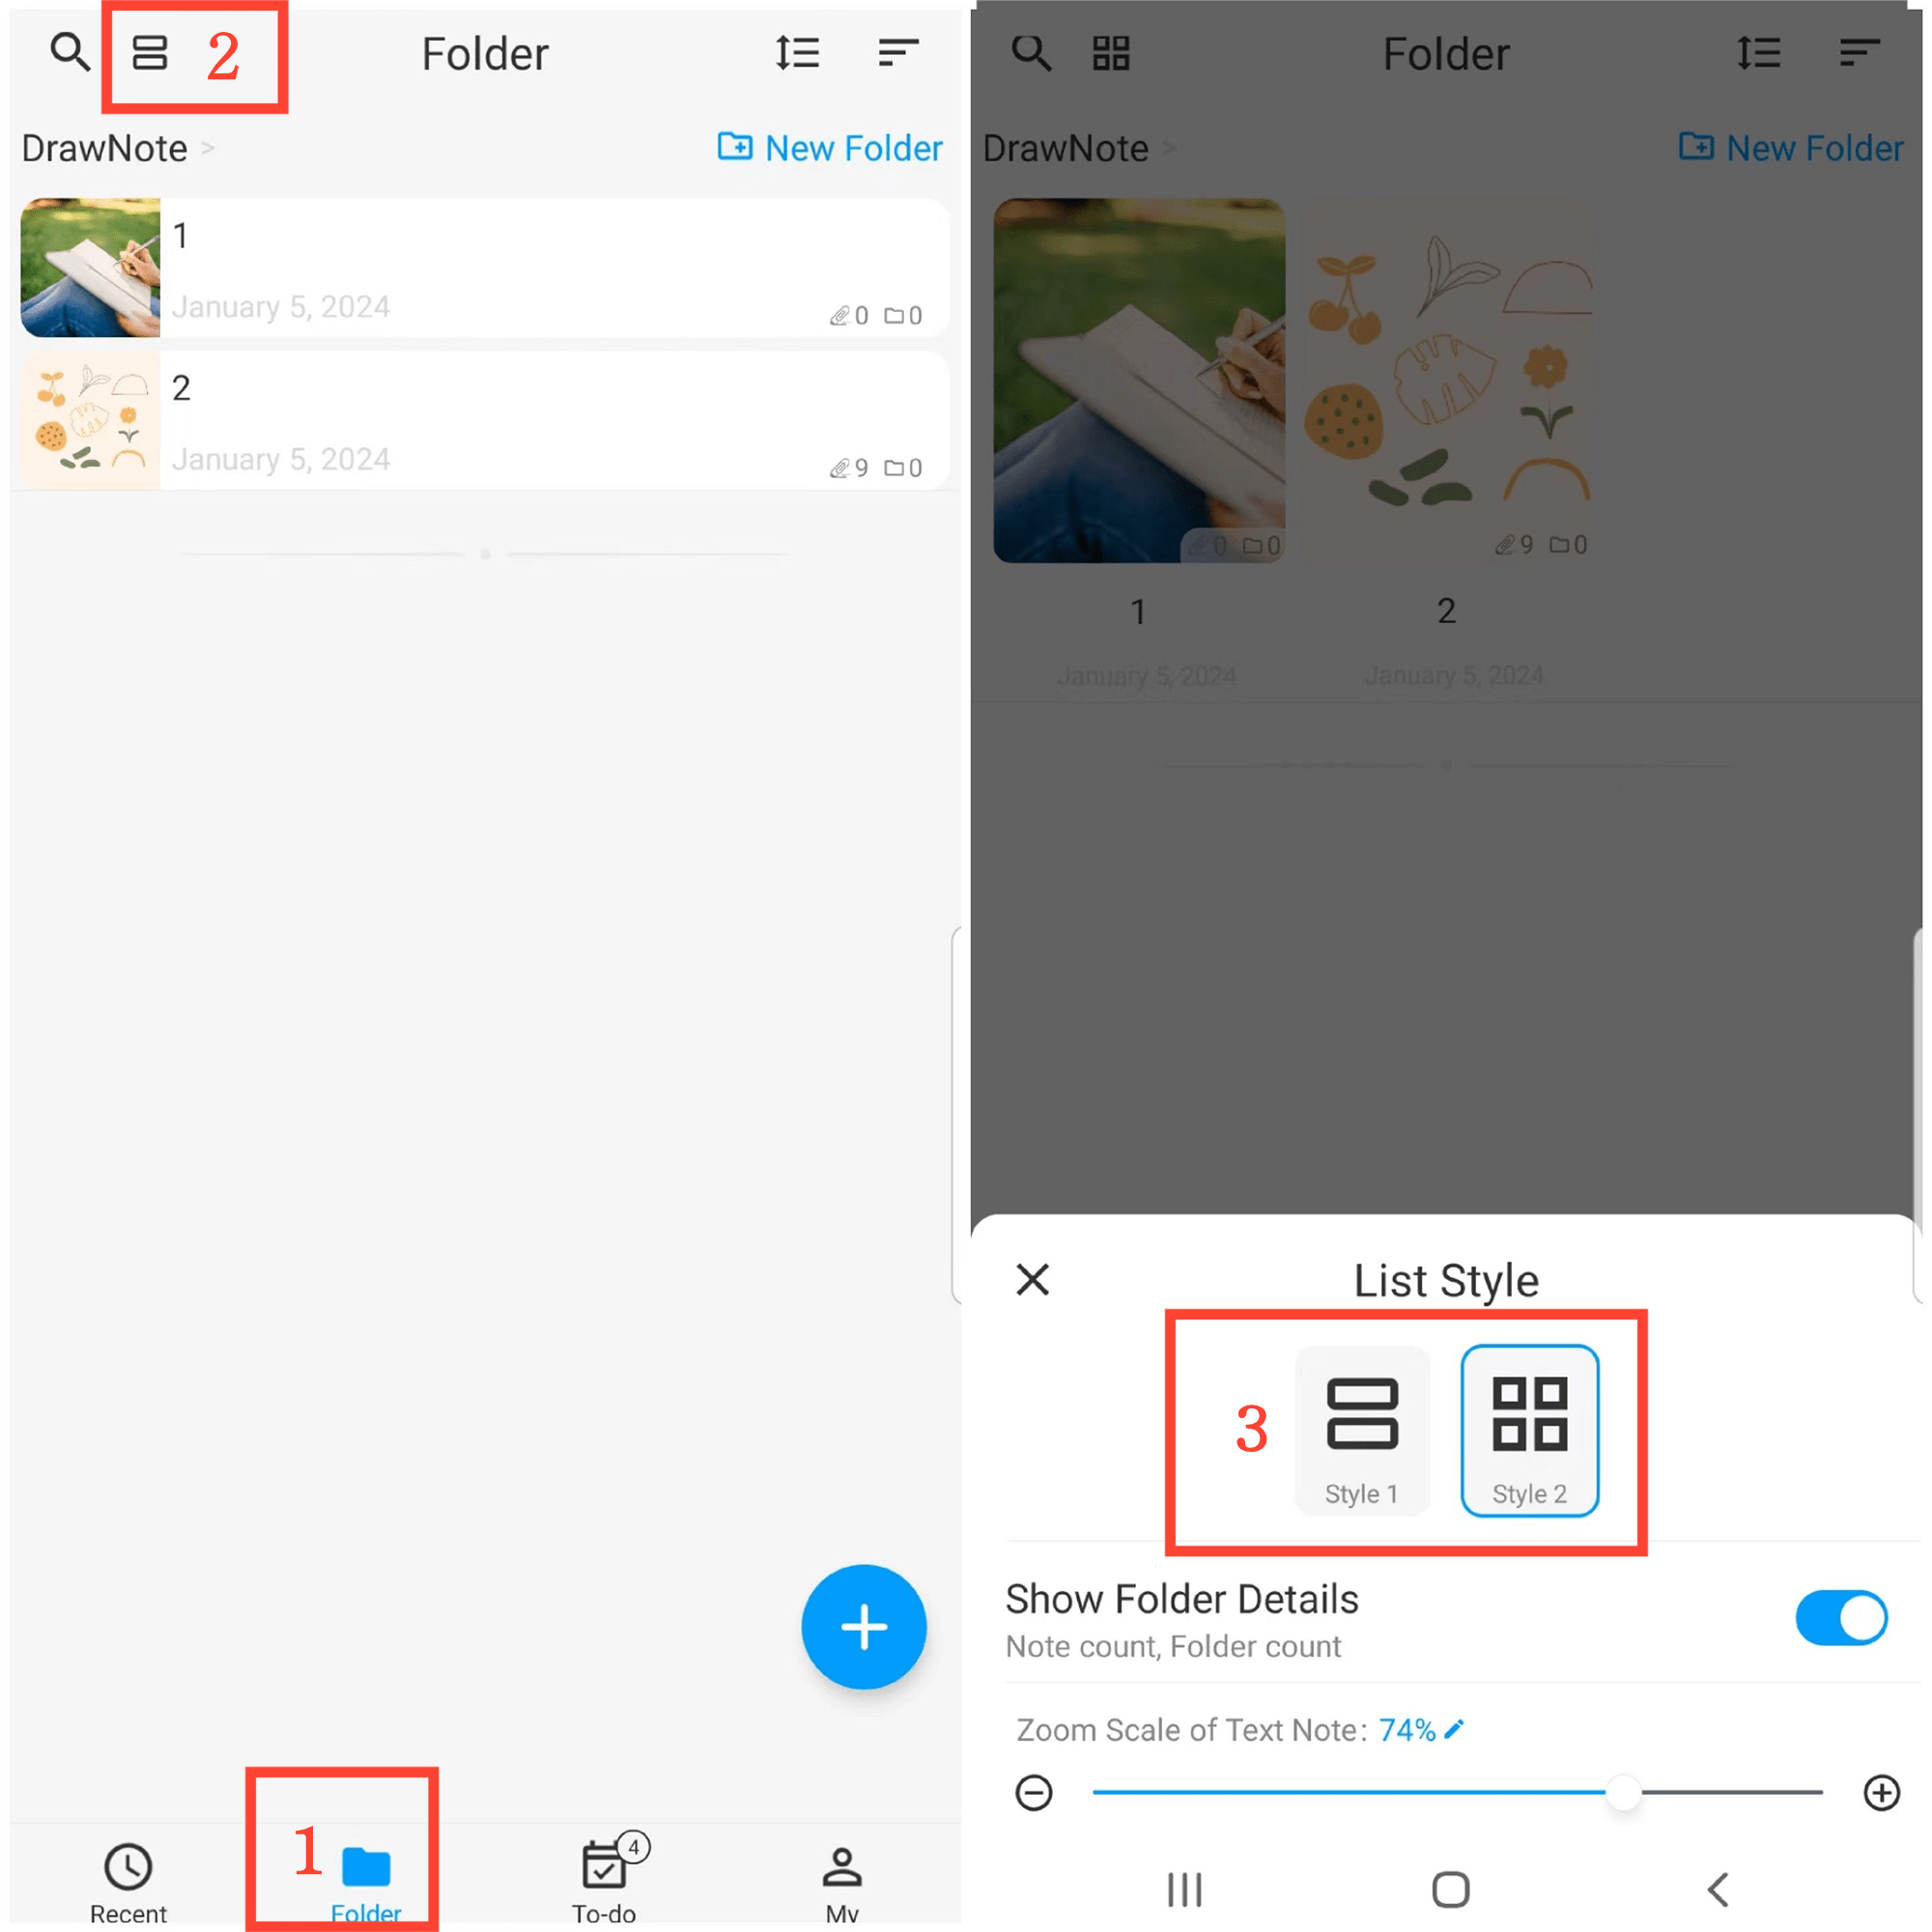 2 Folder
DrawNote > New Folder
1
January 5, 2024 0 0
2
January 5, 2024 9 0
1
4
Recent Folder To-do My
Folder
DrawNote > New Folder
0 0 9 0
1 2
January 5, 2024 January 5, 2024
List Style
3
Style 1 Style 2
Show Folder Details
Note count, Folder count
Zoom Scale of Text Note: 74%